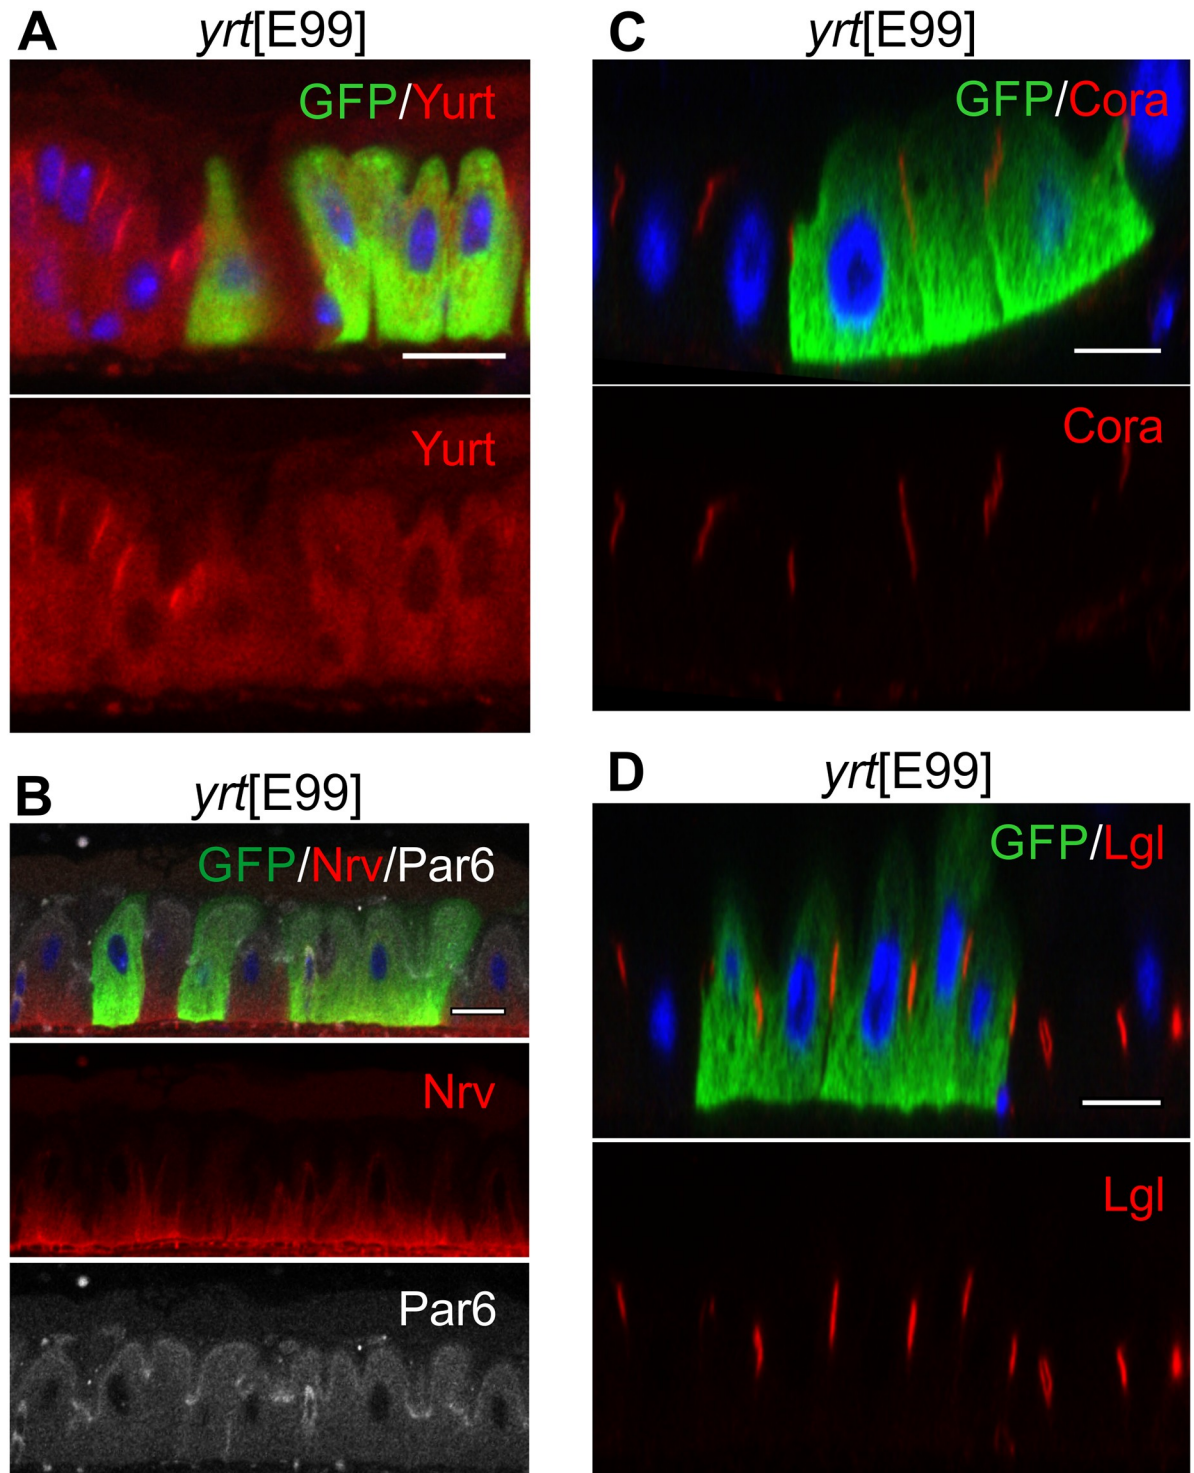 A
yrt[E99]
GFP/Yurt
Yurt
B
yrt[E99]
GFP/Nrv/Par6
Nrv
Par6
C
yrt[E99]
GFP/Cora
Cora
D
yrt[E99]
GFP/Lgl
Lgl